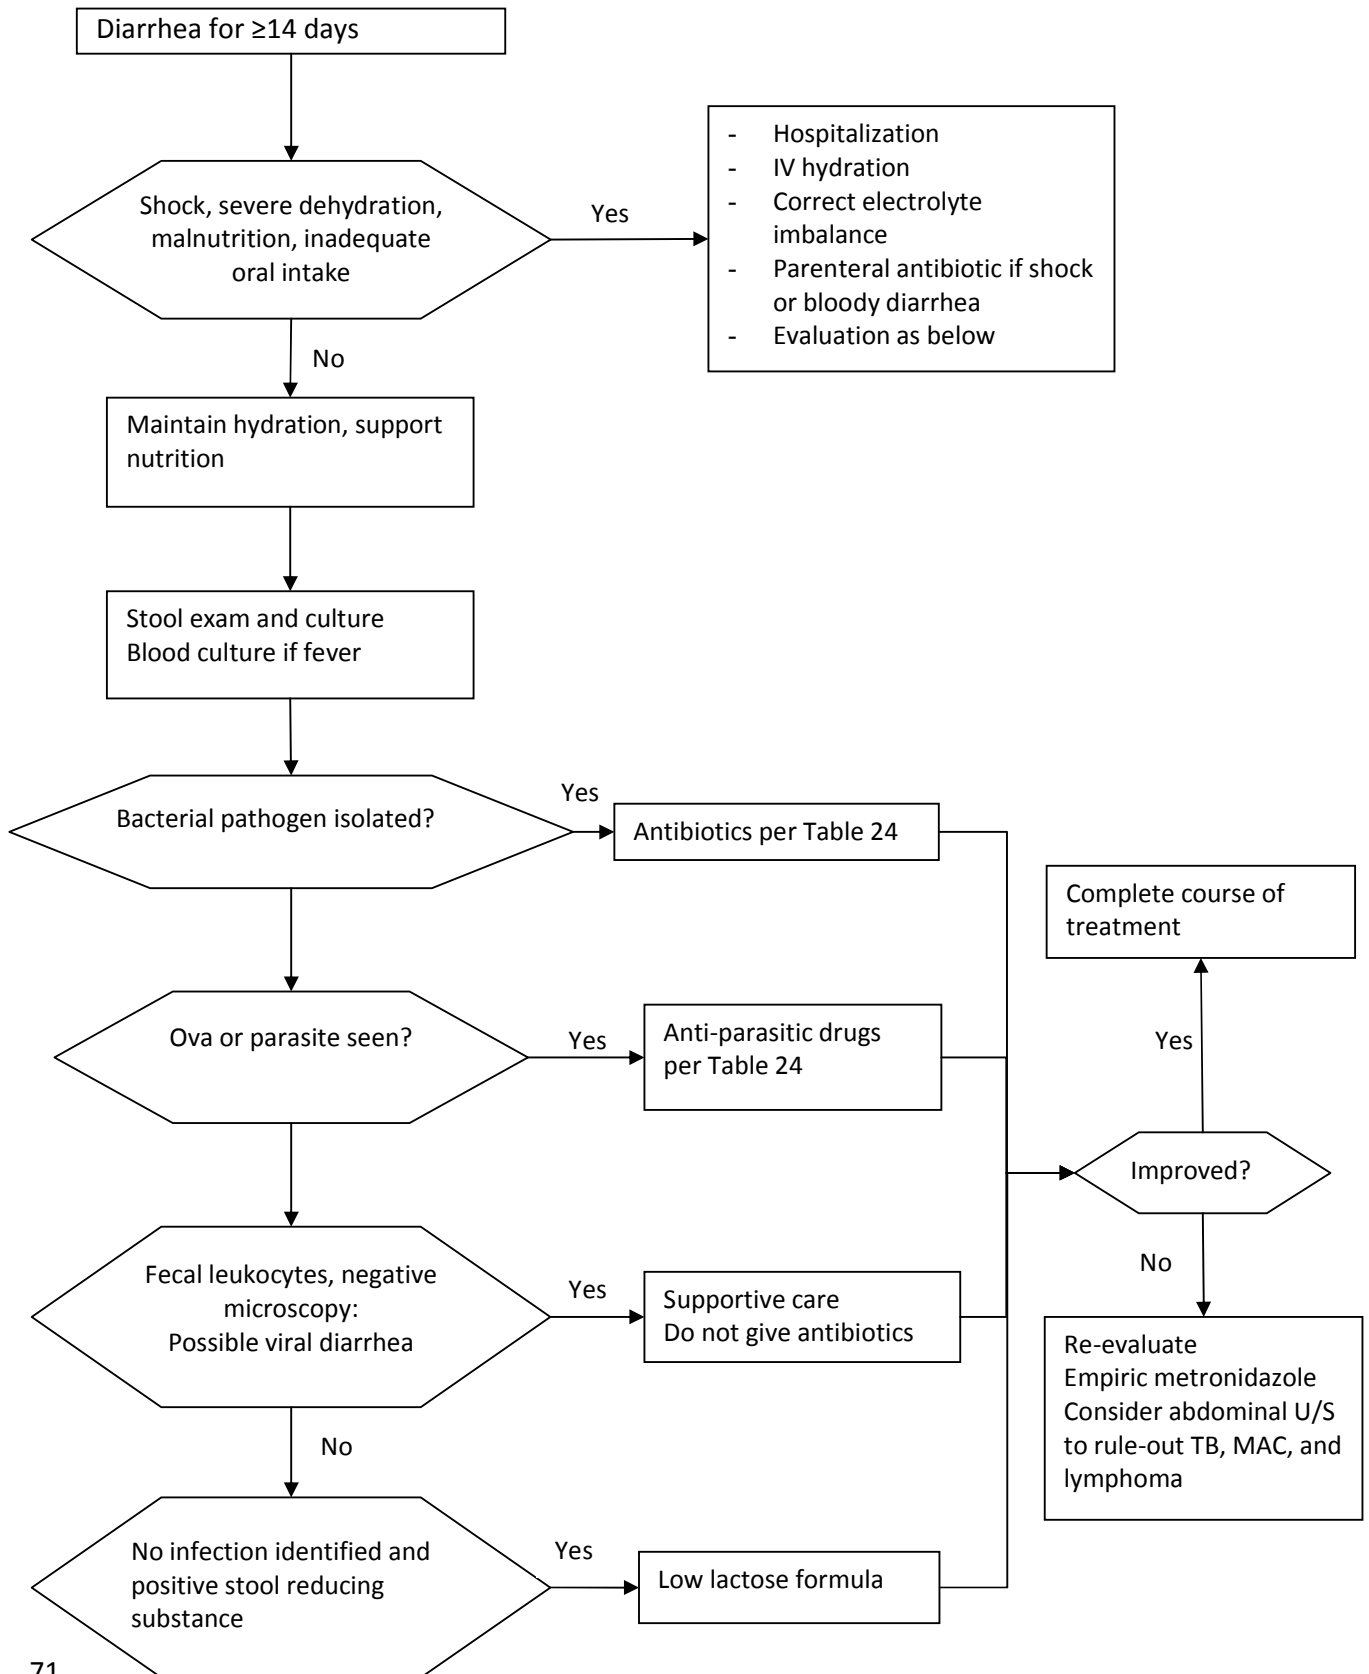 Diarrhea for ≥14 days
Shock, severe dehydration,
malnutrition, inadequate
oral intake
Yes
- Hospitalization
- IV hydration
- Correct electrolyte
imbalance
- Parenteral antibiotic if shock
or bloody diarrhea
- Evaluation as below
No
Maintain hydration, support
nutrition
Stool exam and culture
Blood culture if fever
Bacterial pathogen isolated?
Yes
Antibiotics per Table 24
Ova or parasite seen?
Yes
Anti-parasitic drugs
per Table 24
Fecal leukocytes, negative
microscopy:
Possible viral diarrhea
Yes
Supportive care
Do not give antibiotics
No
No infection identified and
positive stool reducing
substance
Yes
Low lactose formula
Improved?
Yes
Complete course of
treatment
No
Re-evaluate
Empiric metronidazole
Consider abdominal U/S
to rule-out TB, MAC, and
lymphoma
71